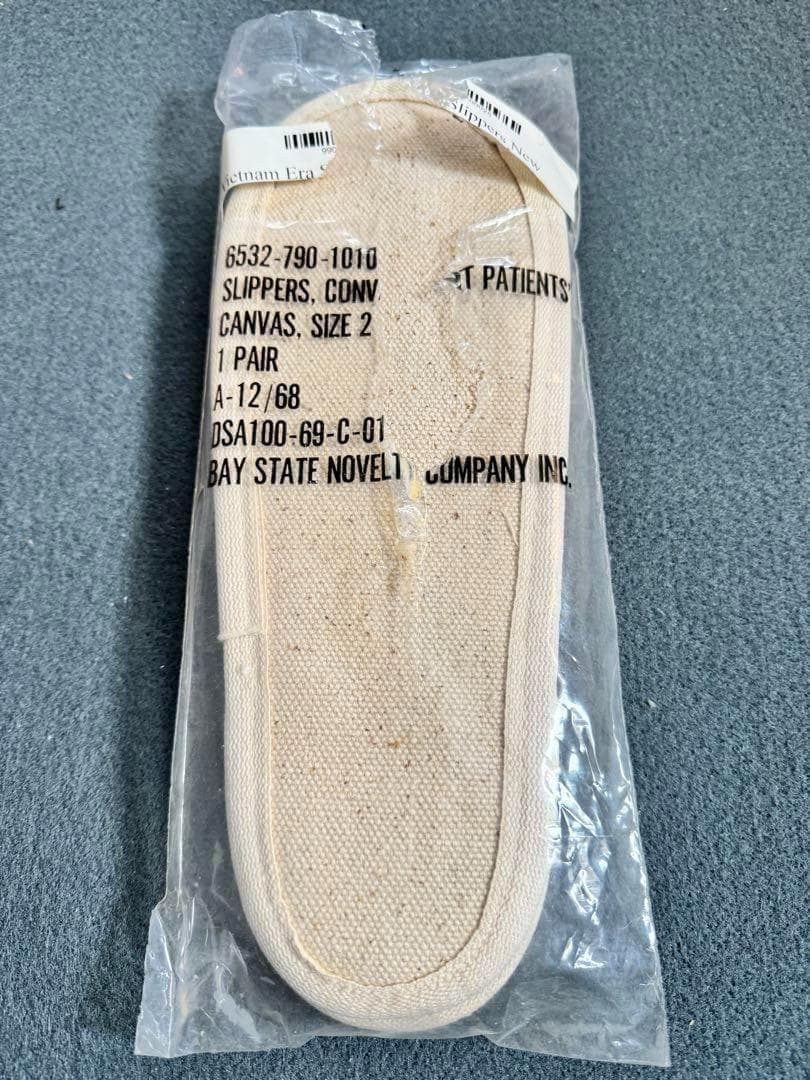 Vietnam Era S
Slippers New
6532-790-1010
SLIPPERS, CONV T PATIENTS'
CANVAS, SIZE 2
1 PAIR
A-12/68
DSA100-69-C-01
BAY STATE NOVELTY COMPANY INC.